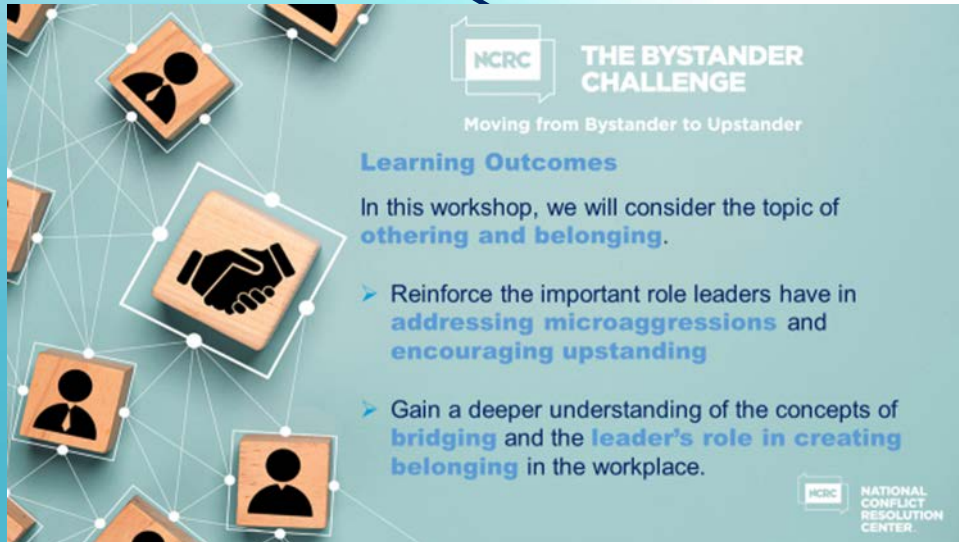 NCRC
THE BYSTANDER
CHALLENGE
Moving from Bystander to Upstander
Learning Outcomes
In this workshop, we will consider the topic of
othering and belonging.
➢ Reinforce the important role leaders have in
addressing microaggressions and
encouraging upstanding
➢ Gain a deeper understanding of the concepts of
bridging and the leader's role in creating
belonging in the workplace.
NCRC
NATIONAL
CONFLICT
RESOLUTION
CENTER.